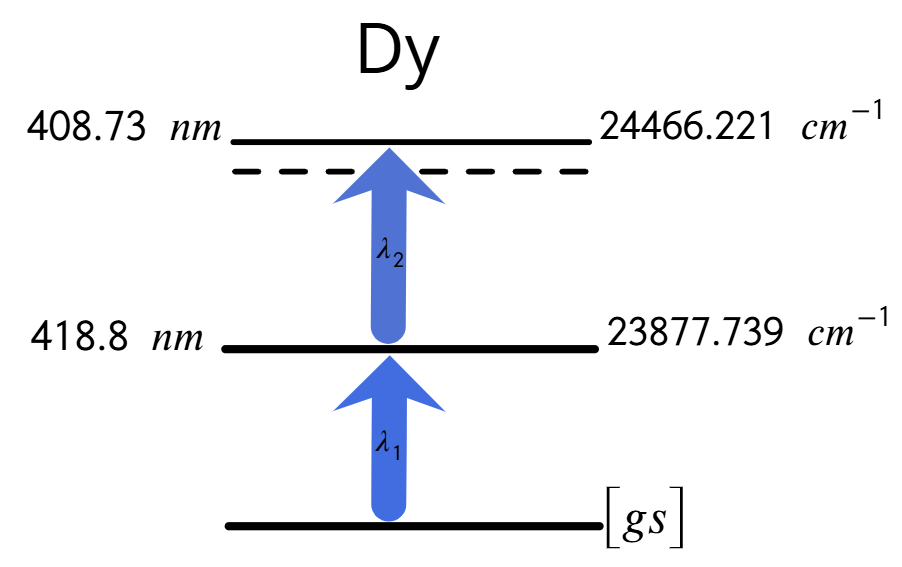 Dy
408.73 nm
24466.221 cm⁻¹
λ₂
418.8 nm
23877.739 cm⁻¹
λ₁
[gs]